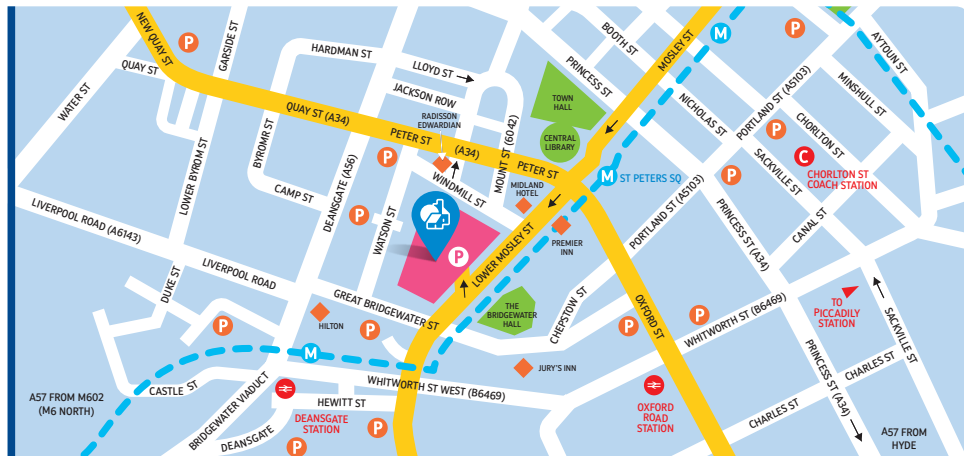 NEW QUAY ST
P
GARSIDE ST
HARDMAN ST
LLOYD ST
JACKSON ROW
RADISSON
EDWARDIAN
BOOTH ST
PRINCESS ST
MOSLEY ST
M
P
AYTOUN ST
MINSHULL ST
PORTLAND ST (A5103)
QUAY ST
WATER ST
QUAY ST (A34)
PETER ST
(A34)
PETER ST
MOUNT ST (6042)
TOWN
HALL
CENTRAL
LIBRARY
NICHOLAS ST
P
CHORLTON ST
C
CHORLTON ST
COACH STATION
SACKVILLE ST
P
M
ST PETERS SQ
LOWER BYROM ST
BYROMR ST
DEANSGATE (A56)
P
CAMP ST
WINDMILL ST
MIDLAND
HOTEL
PREMIER
INN
PORTLAND ST (A5103)
PRINCESS ST (A34)
CANAL ST
LIVERPOOL ROAD (A6143)
LIVERPOOL ROAD
P
WATSON ST
P
LOWER MOSLEY ST
DUKE ST
GREAT BRIDGEWATER ST
THE
BRIDGEWATER
HALL
CHEPSTOW ST
OXFORD ST
WHITWORTH ST (B6469)
TO
PICCADILY
STATION
SACKVILLE ST
P
HILTON
P
P
P
M
JURY'S INN
CASTLE ST
WHITWORTH ST WEST (B6469)
OXFORD
ROAD
STATION
PRINCESS ST (A34)
CHARLES ST
CHARLES ST
A57 FROM M602
(M6 NORTH)
BRIDGEWATER VIADUCT
HEWITT ST
DEANSGATE
STATION
DEANSGATE
P
P
A57 FROM
HYDE